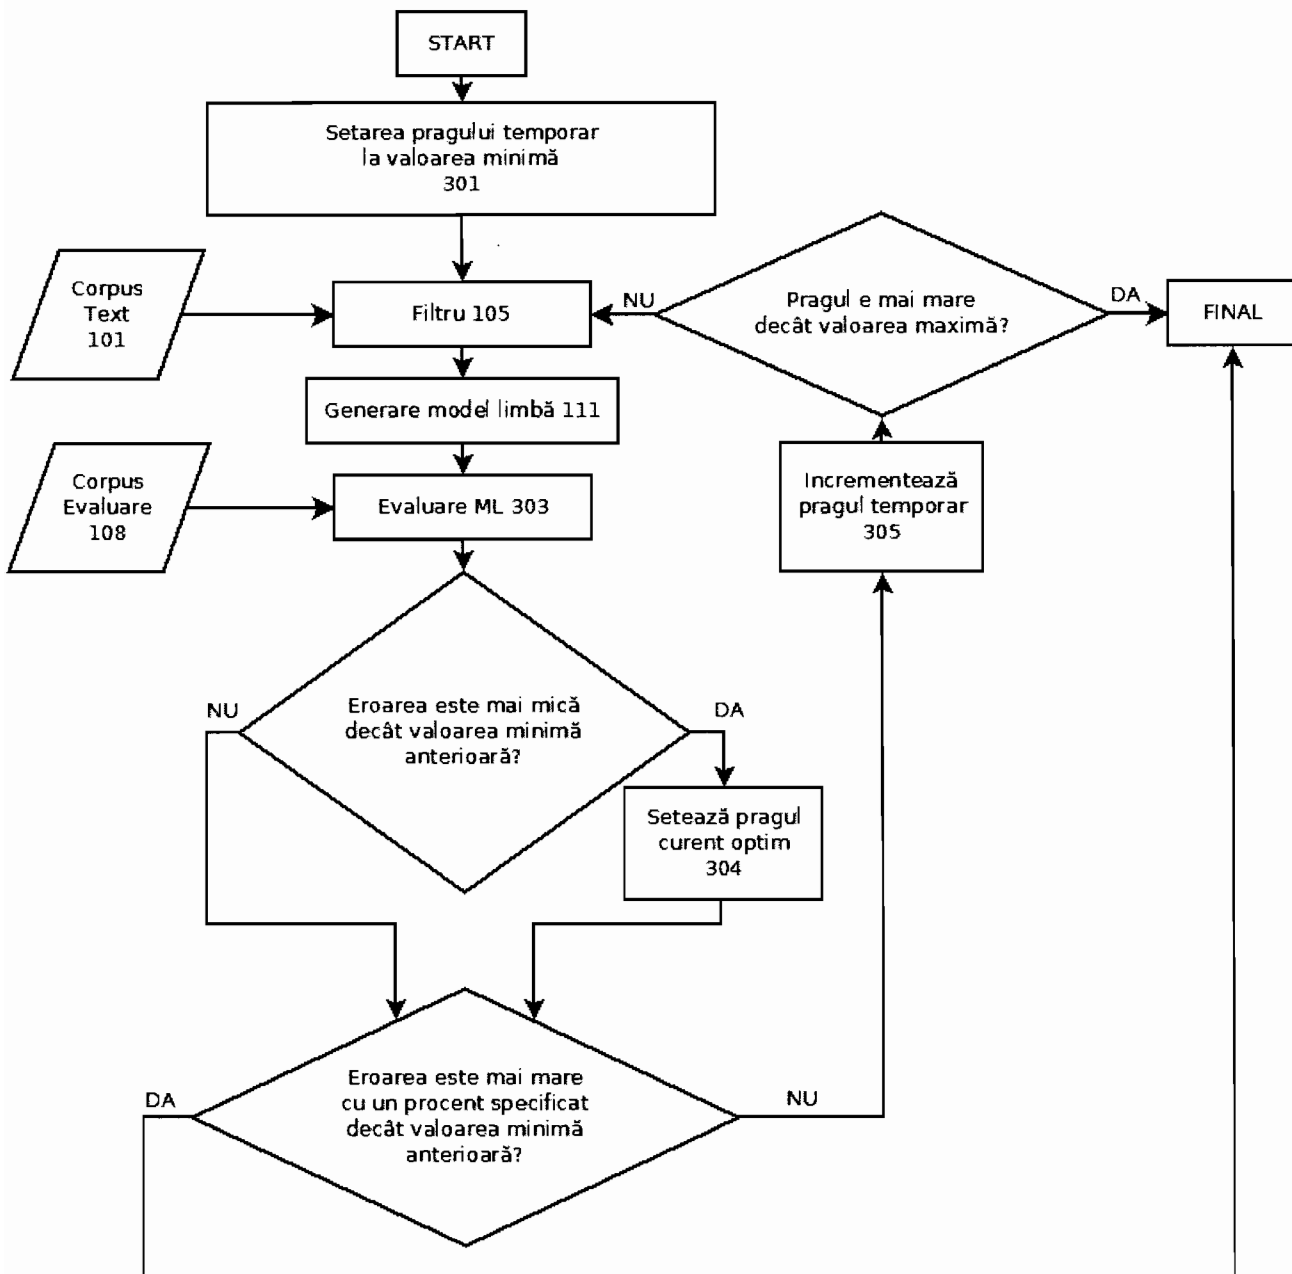 START
Setarea pragului temporar
la valoarea minimă
301
Corpus
Text
101
Filtru 105
NU
Pragul e mai mare
decât valoarea maximă?
DA
FINAL
Generare model limbă 111
Corpus
Evaluare
108
Evaluare ML 303
Incrementează
pragul temporar
305
NU
Eroarea este mai mică
decât valoarea minimă
anterioară?
DA
Setează pragul
curent optim
304
DA
Eroarea este mai mare
cu un procent specificat
decât valoarea minimă
anterioară?
NU